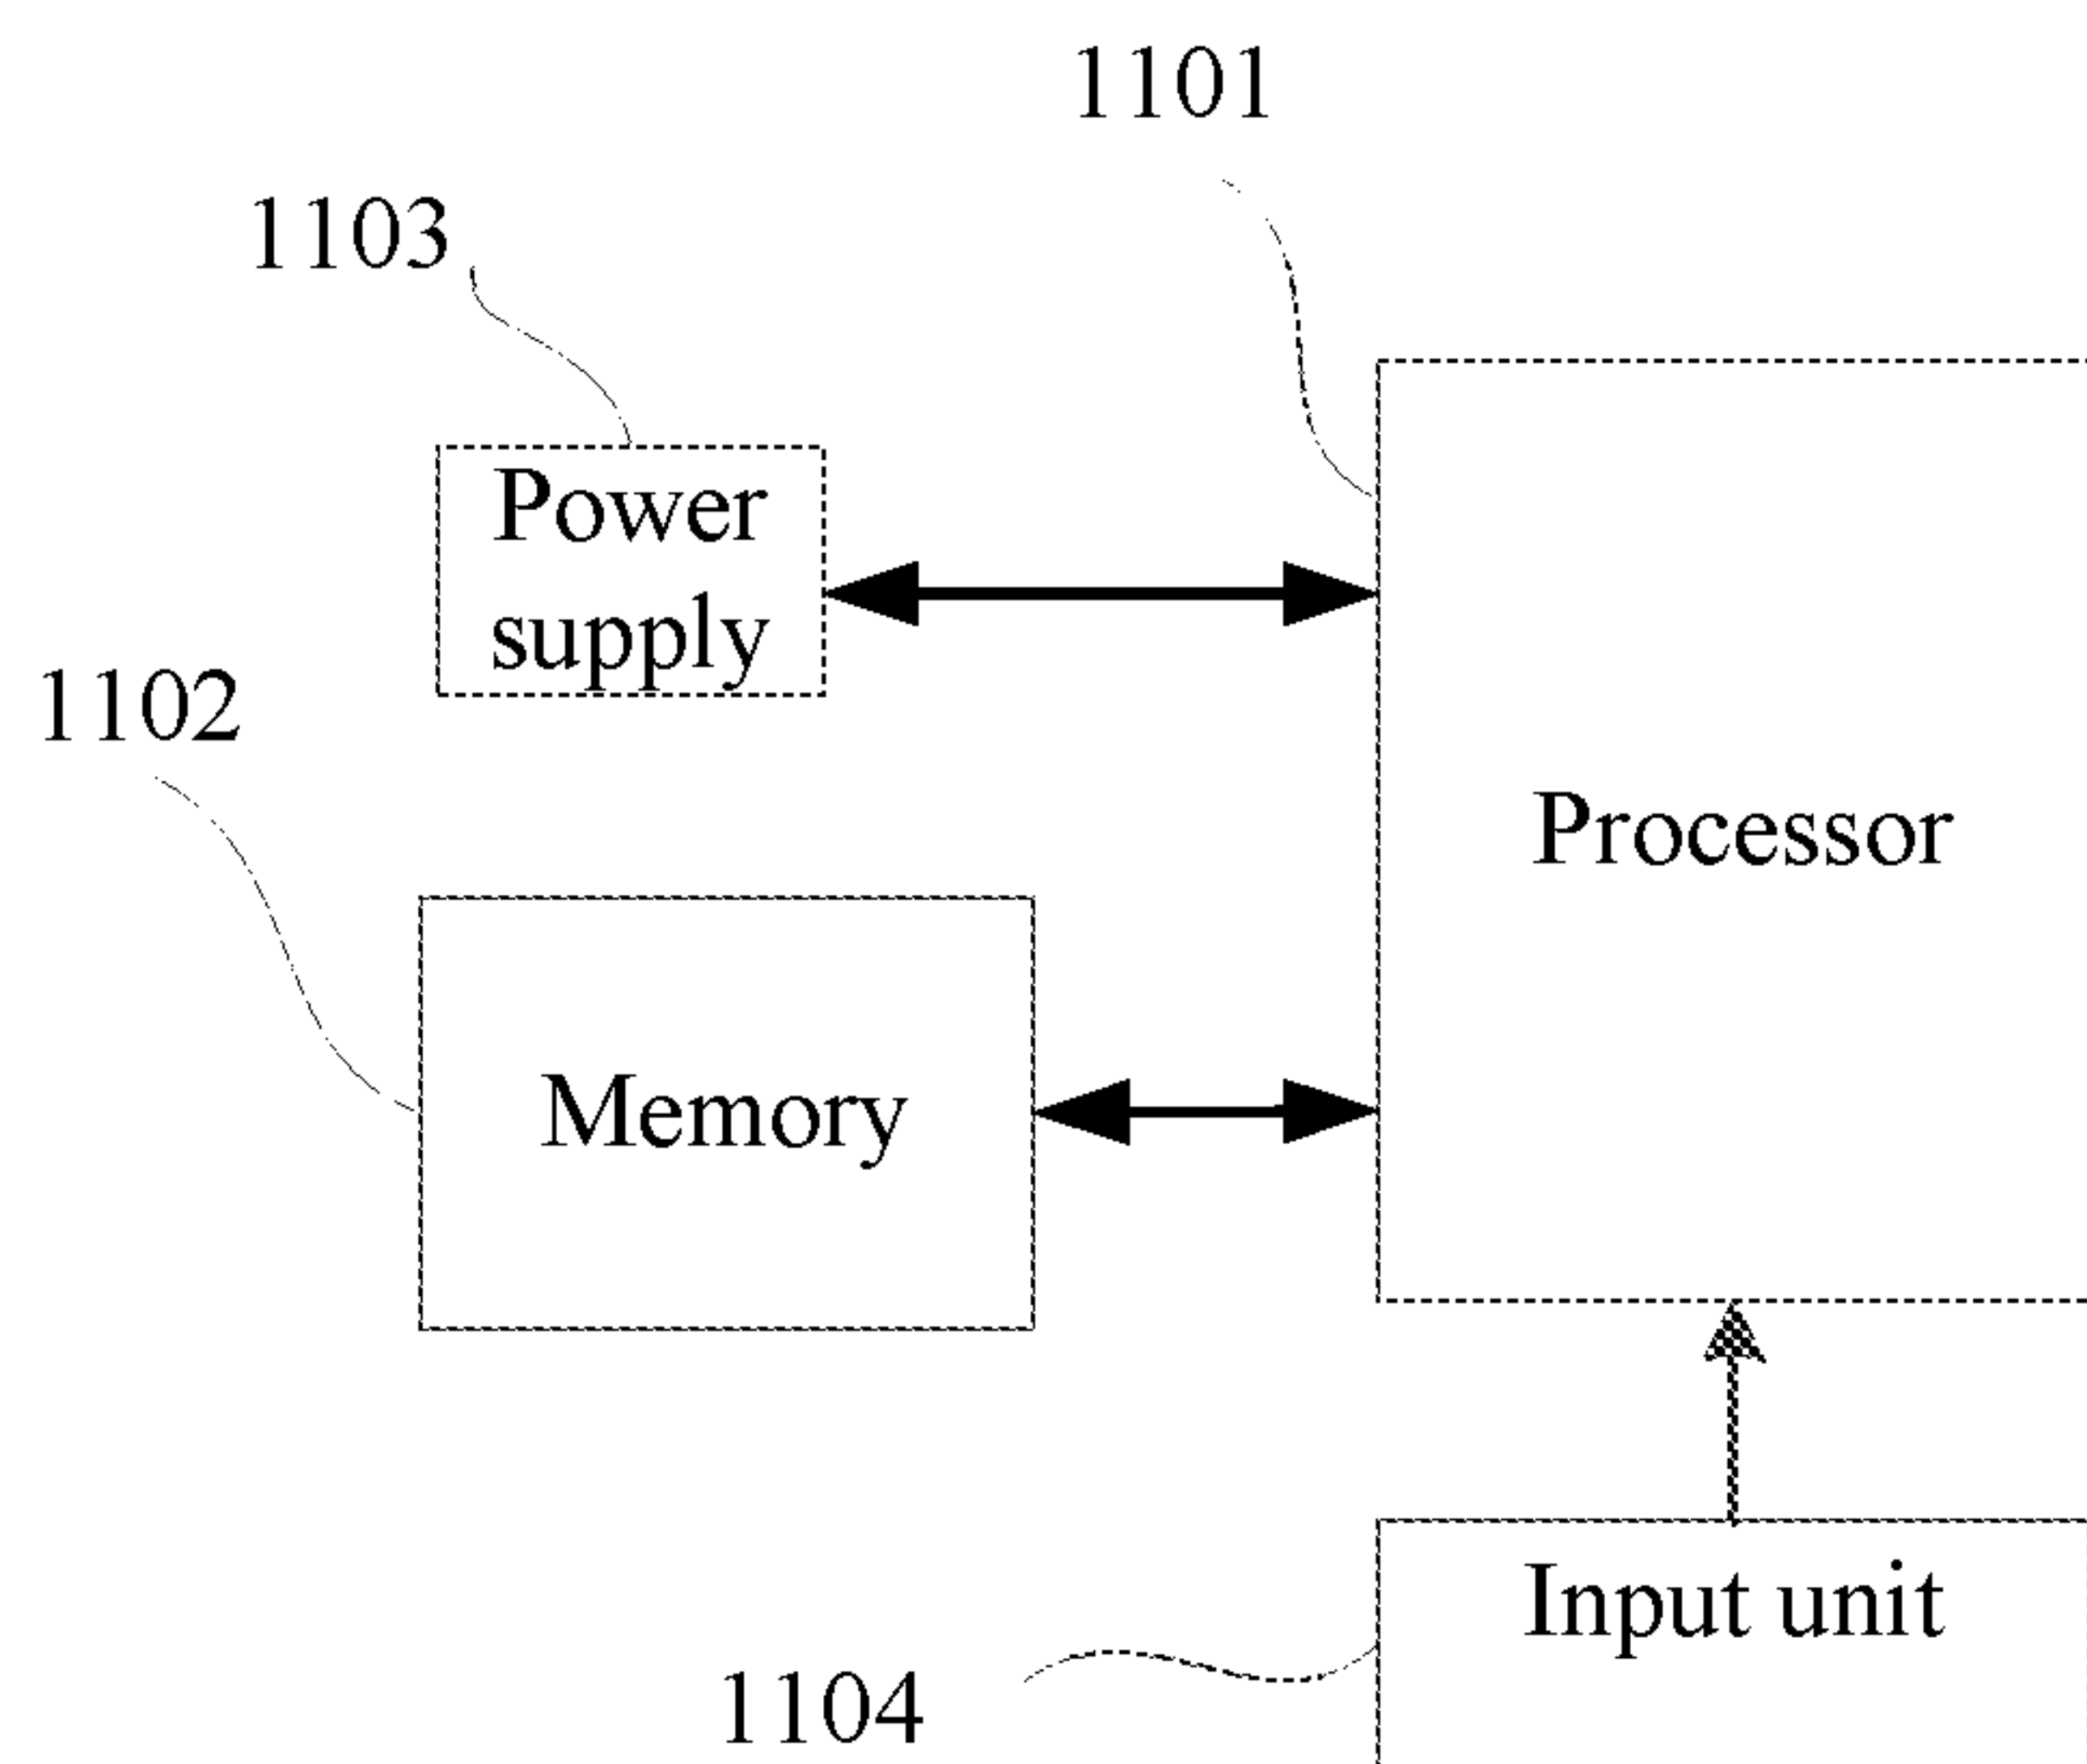 1101
1103
Power
supply
1102
Processor
Memory
Input unit
1104